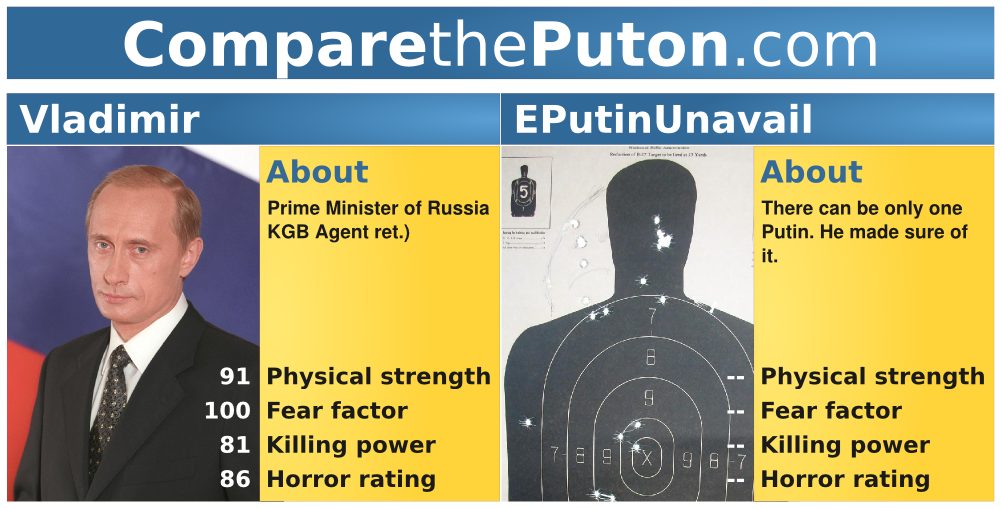 ComparethePuton.com
Vladimir
About
Prime Minister of Russia
KGB Agent ret.)
91 Physical strength
100 Fear factor
81 Killing power
86 Horror rating
EPutinUnavail
5
7
8
9
7 8 9 X 9 8 7
About
There can be only one
Putin. He made sure of
it.
-- Physical strength
-- Fear factor
-- Killing power
-- Horror rating